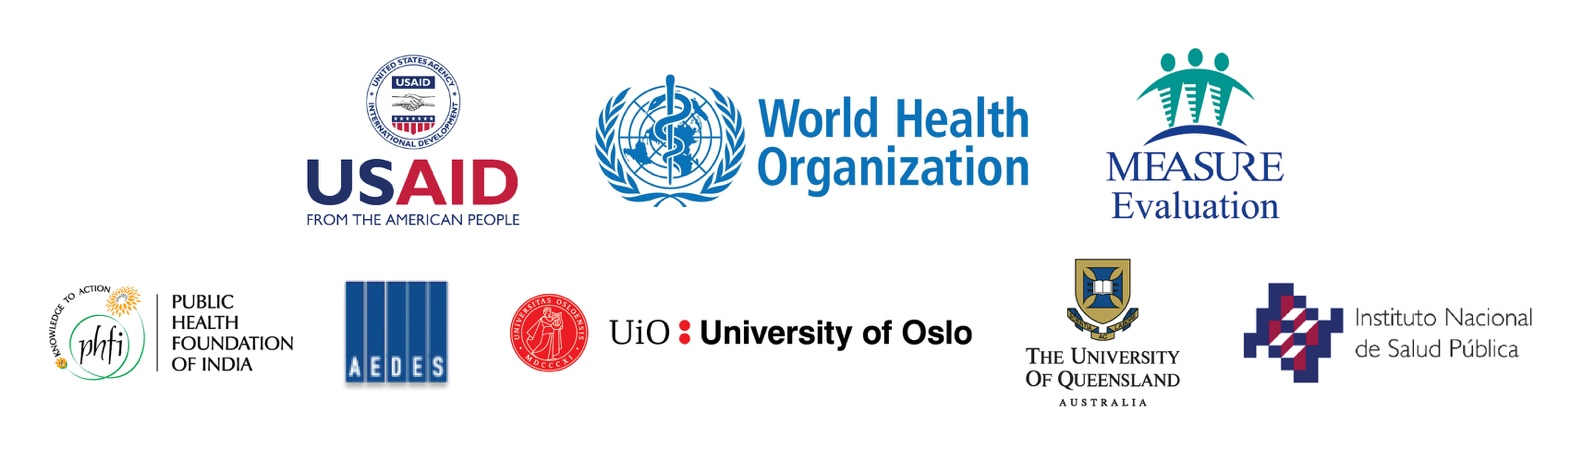 UNITED STATES AGENCY
USAID
INTERNATIONAL DEVELOPMENT
USAID
FROM THE AMERICAN PEOPLE
World Health
Organization
MEASURE
Evaluation
KNOWLEDGE TO ACTION
phfi
PUBLIC
HEALTH
FOUNDATION
OF INDIA
AEDES
UNIVERSITAS OSLOENSIS
MDCCCXI
UiO : University of Oslo
AC
THE UNIVERSITY
OF QUEENSLAND
AUSTRALIA
Instituto Nacional
de Salud Pública